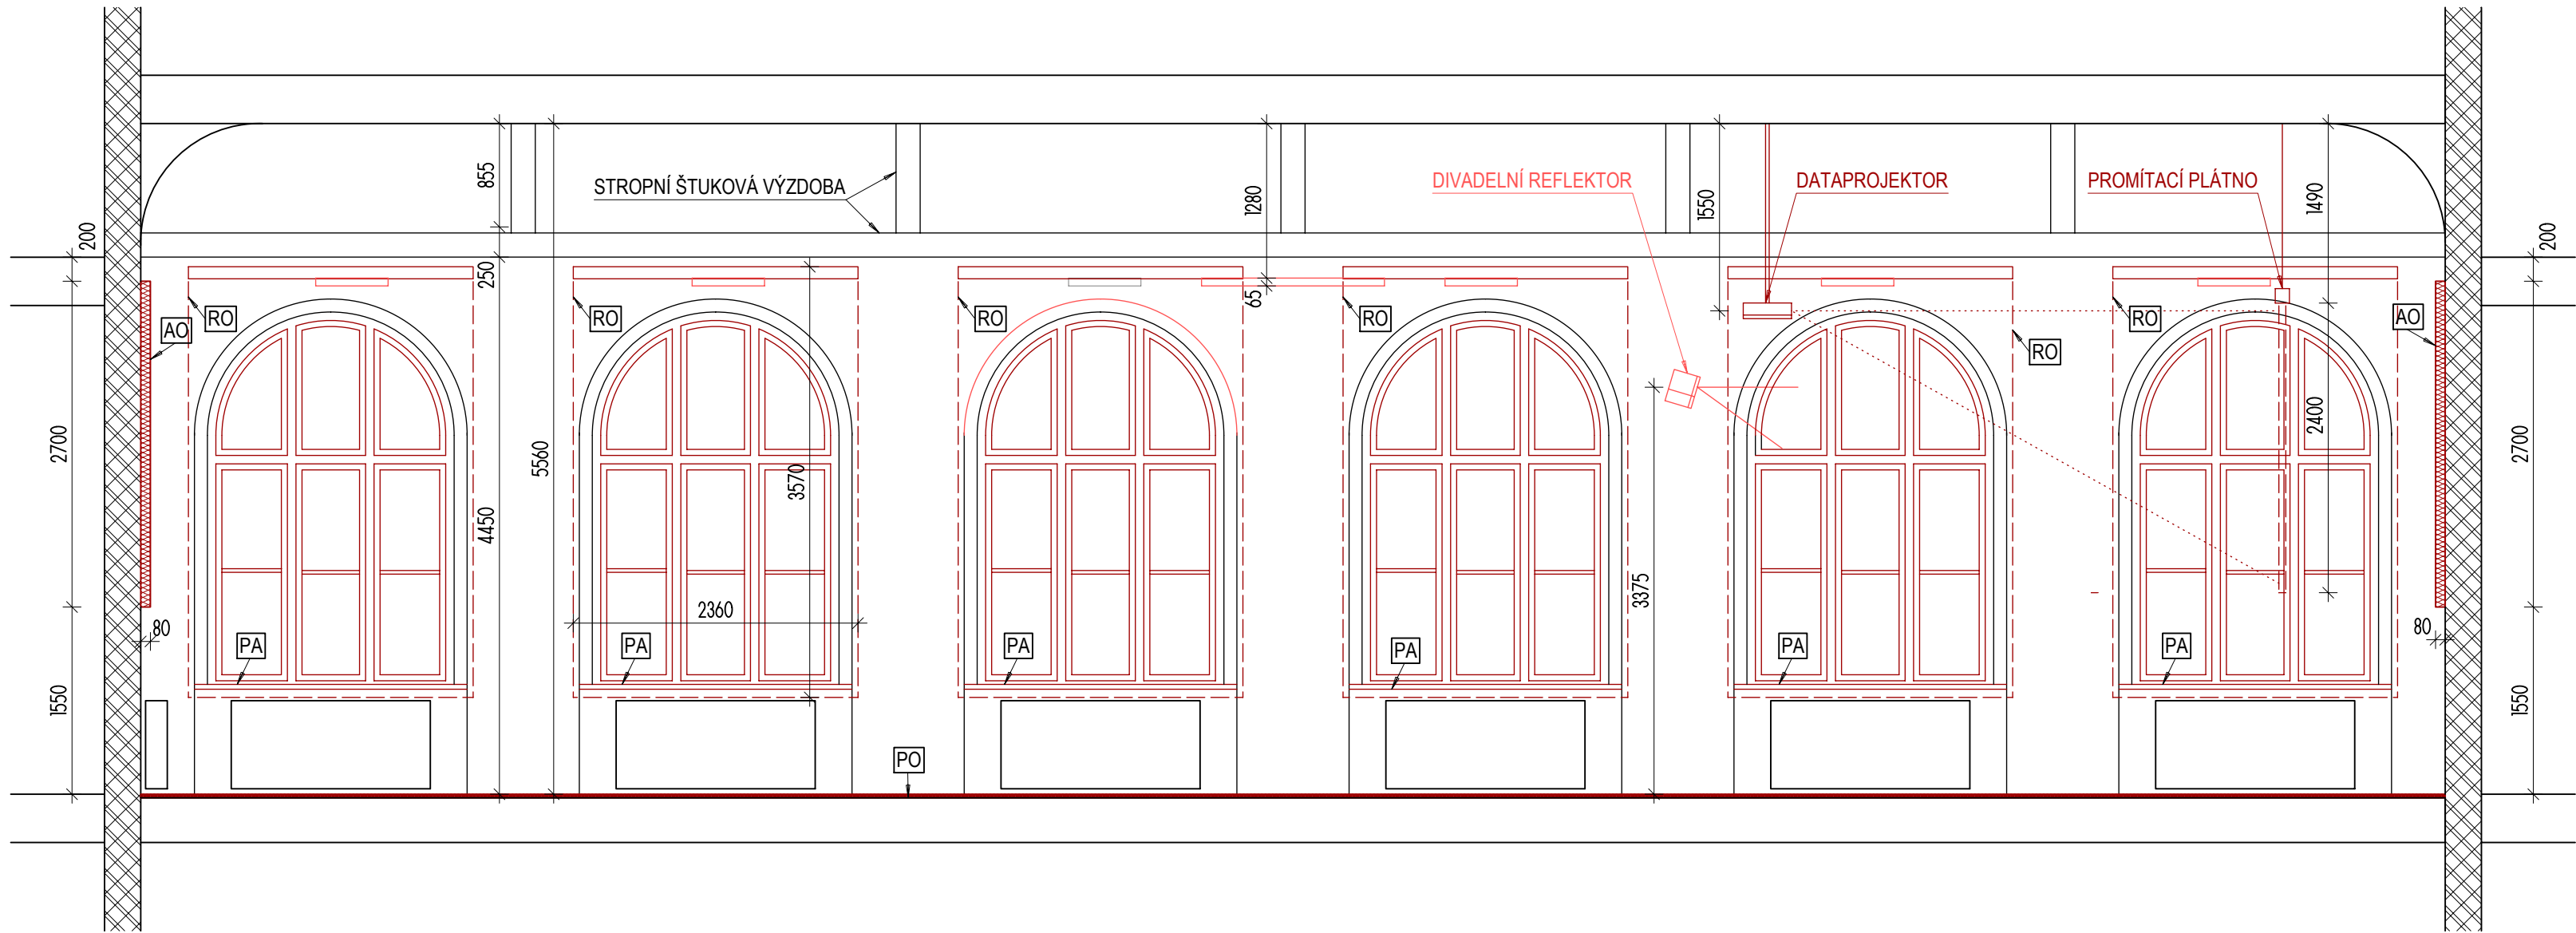 STROPNÍ ŠTUKOVÁ VÝZDOBA
DIVADELNÍ REFLEKTOR
DATAPROJEKTOR
PROMÍTACÍ PLÁTNO
855
1280
1550
1490
200
200
250
65
RO
RO
RO
RO
RO
RO
AO
AO
2700
5560
3570
4450
2400
2700
3375
2360
80
80
PA
PA
PA
PA
PA
PA
1550
1550
PO